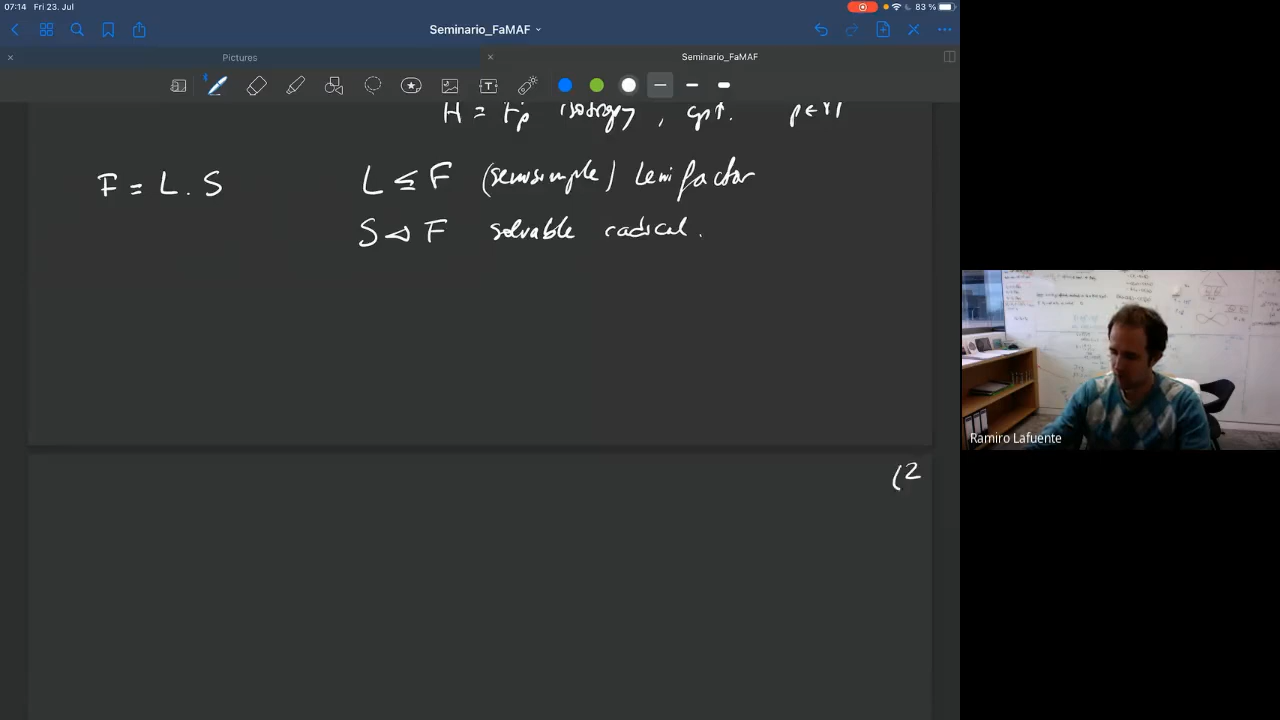 07:14 Fri 23. Jul
83 %
Seminario_FaMAF
Pictures
Seminario_FaMAF
H = F_p isotropy, cpt. p ∈ M
F = L . S L ≤ F (semisimple) Levi factor
S ◁ F solvable radical.
(2
Ramiro Lafuente